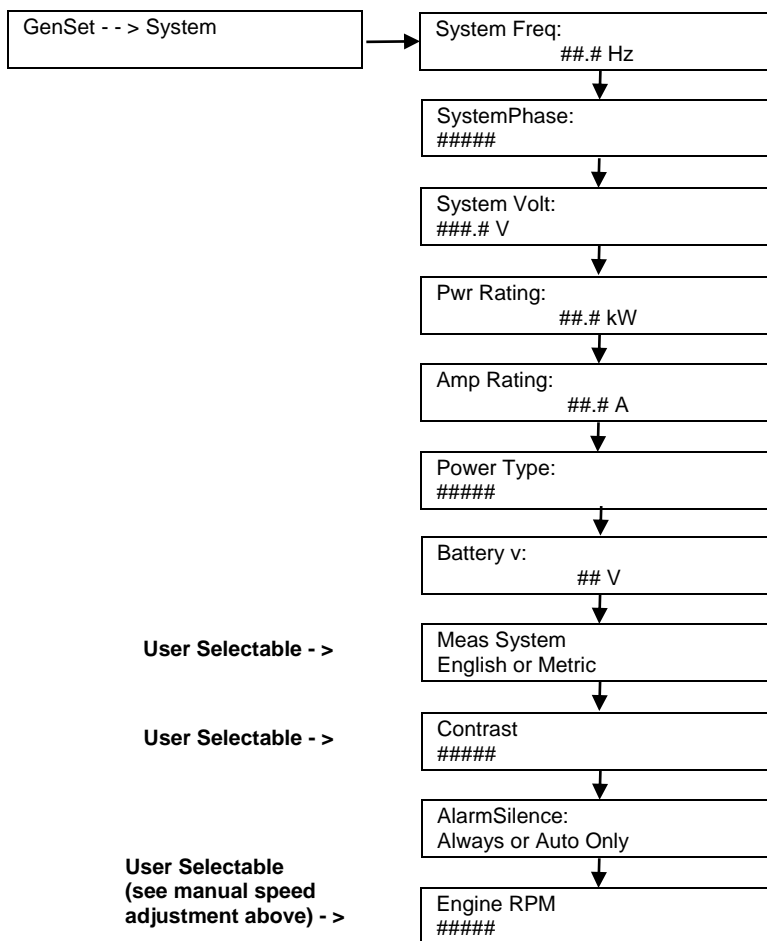 GenSet - - > System
System Freq:
##.# Hz
SystemPhase:
#####
System Volt:
###.# V
Pwr Rating:
##.# kW
Amp Rating:
##.# A
Power Type:
#####
Battery v:
## V
User Selectable - >
Meas System
English or Metric
User Selectable - >
Contrast
#####
AlarmSilence:
Always or Auto Only
User Selectable
(see manual speed
adjustment above) - >
Engine RPM
#####